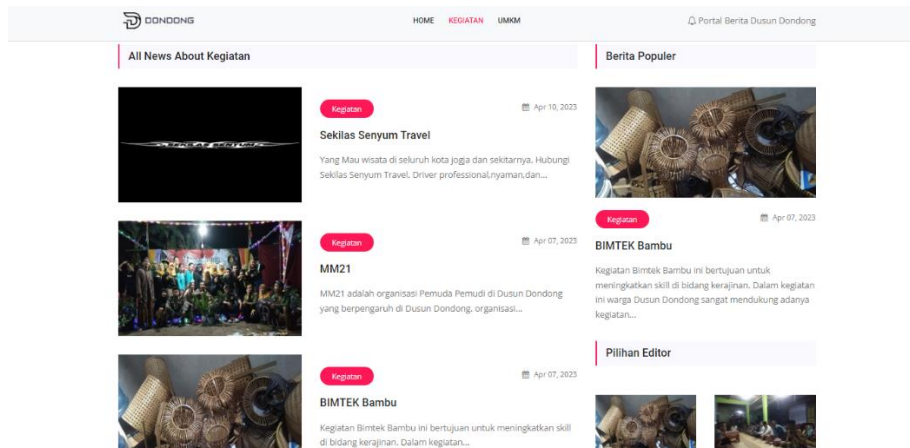 DONDONG
HOME KEGIATAN UMKM
Portal Berita Dusun Dondong
All News About Kegiatan
Kegiatan
Apr 10, 2023
Sekilas Senyum Travel
Yang Mau wisata di seluruh kota jogja dan sekitarnya, Hubungi
Sekilas Senyum Travel. Driver professional,nyaman,dan...
Kegiatan
Apr 07, 2023
MM21
MM21 adalah organisasi Pemuda Pemudi di Dusun Dondong
yang berpengaruh di Dusun Dondong, organisasi...
Kegiatan
Apr 07, 2023
BIMTEK Bambu
Kegiatan Bimtek Bambu ini bertujuan untuk meningkatkan skill
di bidang kerajinan. Dalam kegiatan...
Berita Populer
Kegiatan
Apr 07, 2023
BIMTEK Bambu
Kegiatan Bimtek Bambu ini bertujuan untuk
meningkatkan skill di bidang kerajinan. Dalam kegiatan
ini warga Dusun Dondong sangat mendukung adanya
kegiatan...
Pilihan Editor